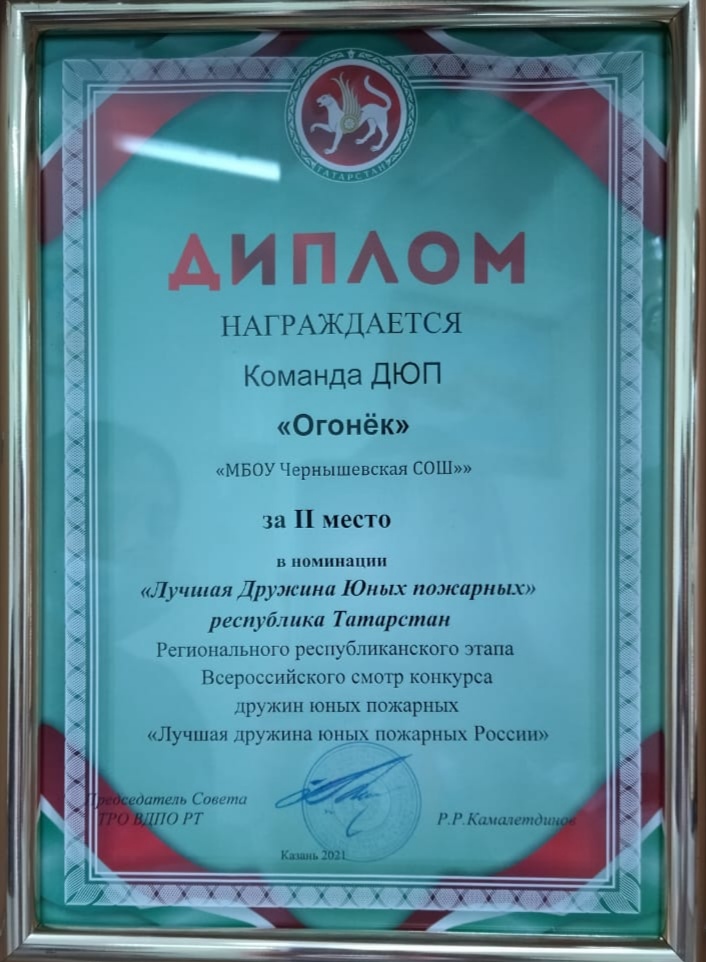 ТАТАРСТАН
ДИПЛОМ
НАГРАЖДАЕТСЯ
Команда ДЮП
«Огонёк»
«МБОУ Чернышевская СОШ»»
за II место
в номинации
«Лучшая Дружина Юных пожарных»
республика Татарстан
Регионального республиканского этапа
Всероссийского смотр конкурса
дружин юных пожарных
«Лучшая дружина юных пожарных России»
Председатель Совета
ТРО ВДПО РТ
Р.Р.Камалетдинов
Казань 2021